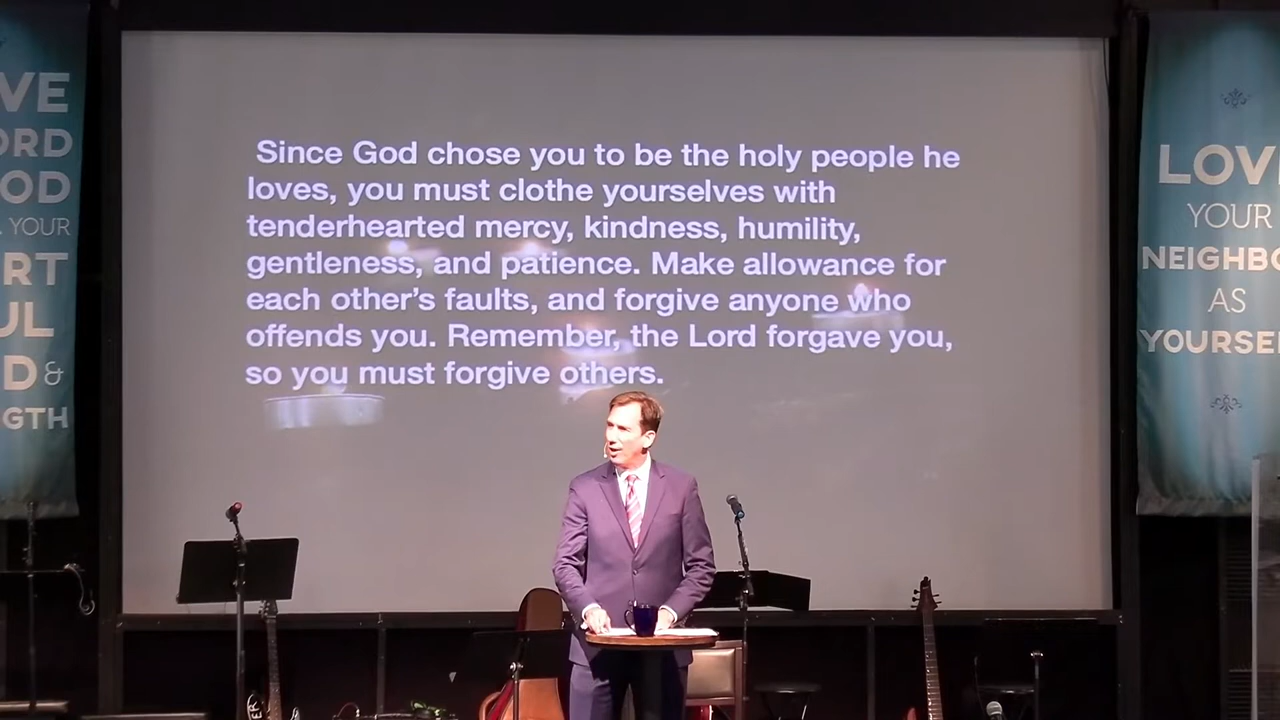 VE
ORD
OD
YOUR
RT
UL
D &
GTH
Since God chose you to be the holy people he
loves, you must clothe yourselves with
tenderhearted mercy, kindness, humility,
gentleness, and patience. Make allowance for
each other’s faults, and forgive anyone who
offends you. Remember, the Lord forgave you,
so you must forgive others.
LOVE
YOUR
NEIGHBO
AS
YOURSE